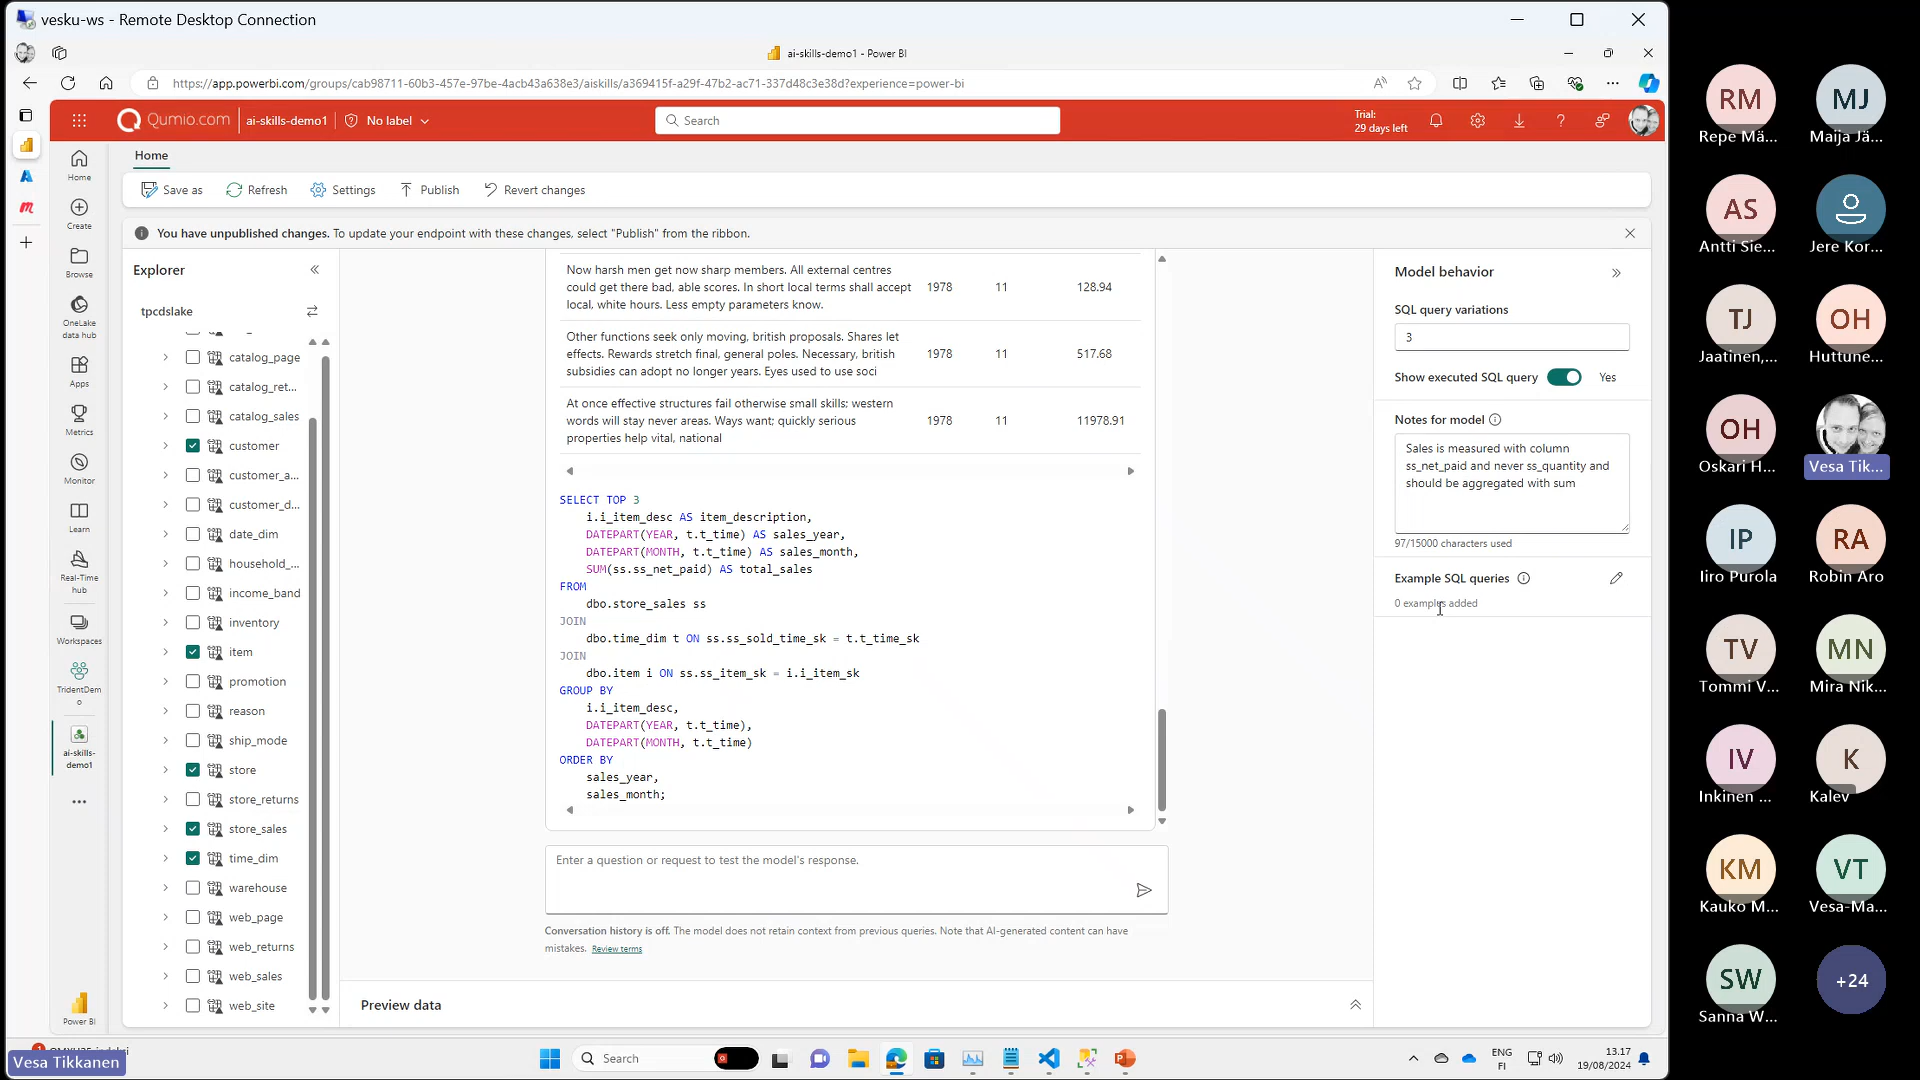 vesku-ws - Remote Desktop Connection
ai-skills-demo1 - Power BI
https://app.powerbi.com/groups/cab98711-60b3-457e-97be-4acb43a638e3/aiskills/a369415f-a29f-47b2-ac71-337d48c3e38d?experience=power-bi
Qumio.com
ai-skills-demo1
No label
Search
Trial:
29 days left
Home
Save as
Refresh
Settings
Publish
Revert changes
You have unpublished changes. To update your endpoint with these changes, select "Publish" from the ribbon.
Home
Create
Browse
OneLake
data hub
Apps
Metrics
Monitor
Learn
Real-Time
hub
Workspaces
TridentDem
o
ai-skills-
demo1
Power BI
Explorer
tpcdslake
catalog_page
catalog_ret...
catalog_sales
customer
customer_a...
customer_d...
date_dim
household_...
income_band
inventory
item
promotion
reason
ship_mode
store
store_returns
store_sales
time_dim
warehouse
web_page
web_returns
web_sales
web_site
Now harsh men get now sharp members. All external centres
could get there bad, able scores. In short local terms shall accept
local, white hours. Less empty parameters know.
1978 11 128.94
Other functions seek only moving, british proposals. Shares let
effects. Rewards stretch final, general poles. Necessary, british
subsidies can adopt no longer years. Eyes used to use soci
1978 11 517.68
At once effective structures fail otherwise small skills; western
words will stay never areas. Ways want; quickly serious
properties help vital, national
1978 11 11978.91
SELECT TOP 3
i.i_item_desc AS item_description,
DATEPART(YEAR, t.t_time) AS sales_year,
DATEPART(MONTH, t.t_time) AS sales_month,
SUM(ss.ss_net_paid) AS total_sales
FROM
dbo.store_sales ss
JOIN
dbo.time_dim t ON ss.ss_sold_time_sk = t.t_time_sk
JOIN
dbo.item i ON ss.ss_item_sk = i.i_item_sk
GROUP BY
i.i_item_desc,
DATEPART(YEAR, t.t_time),
DATEPART(MONTH, t.t_time)
ORDER BY
sales_year,
sales_month;
Enter a question or request to test the model's response.
Conversation history is off. The model does not retain context from previous queries. Note that AI-generated content can have
mistakes. Review terms
Preview data
Model behavior
SQL query variations
3
Show executed SQL query Yes
Notes for model
Sales is measured with column
ss_net_paid and never ss_quantity and
should be aggregated with sum
97/15000 characters used
Example SQL queries
0 examples added
RM
Repe Mä...
MJ
Maija Jä...
AS
Antti Sie...
Jere Kor...
TJ
Jaatinen,...
OH
Huttune...
OH
Oskari H...
Vesa Tik...
IP
Iiro Purola
RA
Robin Aro
TV
Tommi V...
MN
Mira Nik...
IV
Inkinen ...
K
Kalev
KM
Kauko M...
VT
Vesa-Ma...
SW
Sanna W...
+24
Vesa Tikkanen
Search
ENG
FI
13.17
19/08/2024